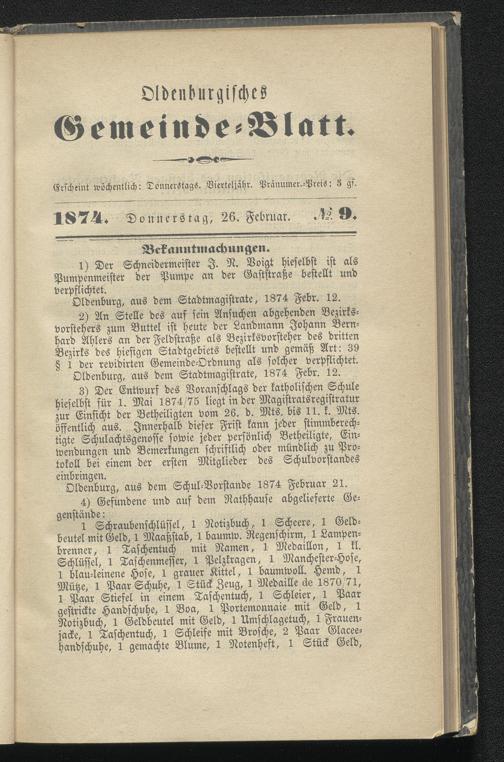 Oldenburgisches
Gemeinde-Blatt.
Erscheint wöchentlich: Donnerstags. Vierteljähr. Pränumer.-Preis: 3 gſ.
1874. Donnerstag, 26. Februar. № 9.
Bekanntmachungen.
1) Der Schneidermeister J. N. Voigt hieselbst ist als
Pumpenmeister der Pumpe an der Gaststraße bestellt und
verpflichtet.
Oldenburg, aus dem Stadtmagistrate, 1874 Febr. 12.
2) An Stelle des auf sein Ansuchen abgehenden Bezirks-
vorstehers zum Buttel ist heute der Landmann Johann Bern-
hard Ahlers an der Feldstraße als Bezirksvorsteher des dritten
Bezirks des hiesigen Stadtgebiets bestellt und gemäß Art: 39
§ 1 der revidirten Gemeinde-Ordnung als solcher verpflichtet.
Oldenburg, aus dem Stadtmagistrate, 1874 Febr. 12.
3) Der Entwurf des Voranschlags der katholischen Schule
hieselbst für 1. Mai 1874/75 liegt in der Magistratsregistratur
zur Einsicht der Betheiligten vom 26. d. Mts. bis 11. k. Mts.
öffentlich aus. Innerhalb dieser Frist kann jeder stimmberech-
tigte Schulachtsgenosse sowie jeder persönlich Betheiligte, Ein-
wendungen und Bemerkungen schriftlich oder mündlich zu Pro-
tokoll bei einem der ersten Mitglieder des Schulvorstandes
einbringen.
Oldenburg, aus dem Schul-Vorstande 1874 Februar 21.
4) Gefundene und auf dem Rathhause abgelieferte Ge-
genstände:
1 Schraubenschlüssel, 1 Notizbuch, 1 Scheere, 1 Geld-
beutel mit Geld, 1 Maaßstab, 1 baumw. Regenschirm, 1 Lampen-
brenner, 1 Taschentuch mit Namen, 1 Medaillon, 1 kl.
Schlüssel, 1 Taschenmesser, 1 Pelzkragen, 1 Manchester-Hose,
1 blau-leinene Hose, 1 grauer Kittel, 1 baumwoll. Hemd, 1
Mütze, 1 Paar Schuhe, 1 Stück Zeug, 1 Medaille de 1870/71,
1 Paar Stiefel in einem Taschentuch, 1 Schleier, 1 Paar
gestrickte Handschuhe, 1 Boa, 1 Portemonnaie mit Geld, 1
Notizbuch, 1 Geldbeutel mit Geld, 1 Umschlagetuch, 1 Frauen-
jacke, 1 Taschentuch, 1 Schleife mit Brosche, 2 Paar Glacee-
handschuhe, 1 gemachte Blume, 1 Notenheft, 1 Stück Geld,